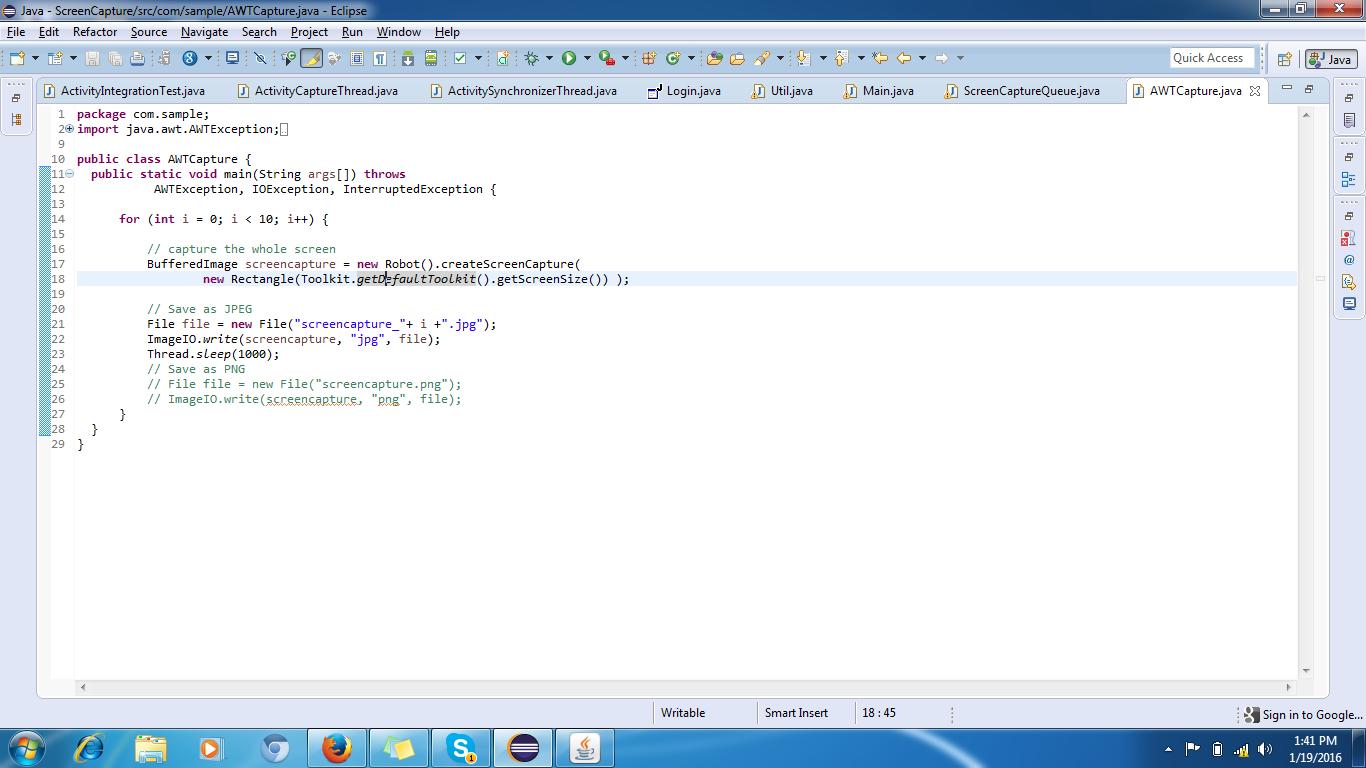 Java - ScreenCapture/src/com/sample/AWTCapture.java - Eclipse
File Edit Refactor Source Navigate Search Project Run Window Help
Quick Access Java
ActivityIntegrationTest.java ActivityCaptureThread.java ActivitySynchronizerThread.java Login.java Util.java Main.java ScreenCaptureQueue.java AWTCapture.java
1 package com.sample;
2 import java.awt.AWTException;
9
10 public class AWTCapture {
11 public static void main(String args[]) throws
12 AWTException, IOException, InterruptedException {
13
14 for (int i = 0; i < 10; i++) {
15
16 // capture the whole screen
17 BufferedImage screencapture = new Robot().createScreenCapture(
18 new Rectangle(Toolkit.getDefaultToolkit().getScreenSize()) );
19
20 // Save as JPEG
21 File file = new File("screencapture_"+ i +".jpg");
22 ImageIO.write(screencapture, "jpg", file);
23 Thread.sleep(1000);
24 // Save as PNG
25 // File file = new File("screencapture.png");
26 // ImageIO.write(screencapture, "png", file);
27 }
28 }
29 }
Writable Smart Insert 18 : 45
Sign in to Google...
1:41 PM
1/19/2016